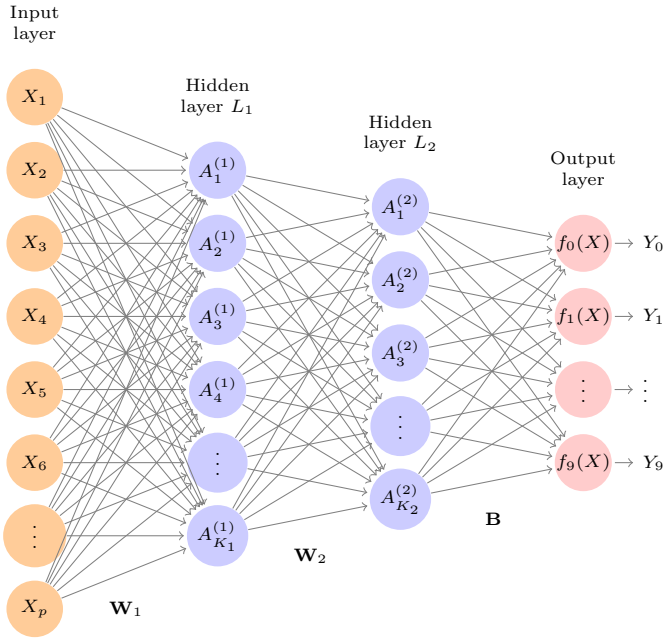 Input
layer
X₁
X₂
X₃
X₄
X₅
X₆
⋮
Xₚ
Hidden
layer L₁
A₁⁽¹⁾
A₂⁽¹⁾
A₃⁽¹⁾
A₄⁽¹⁾
⋮
A_{K₁}⁽¹⁾
Hidden
layer L₂
A₁⁽²⁾
A₂⁽²⁾
A₃⁽²⁾
⋮
A_{K₂}⁽²⁾
Output
layer
f₀(X) → Y₀
f₁(X) → Y₁
⋮ → ⋮
f₉(X) → Y₉
W₁
W₂
B